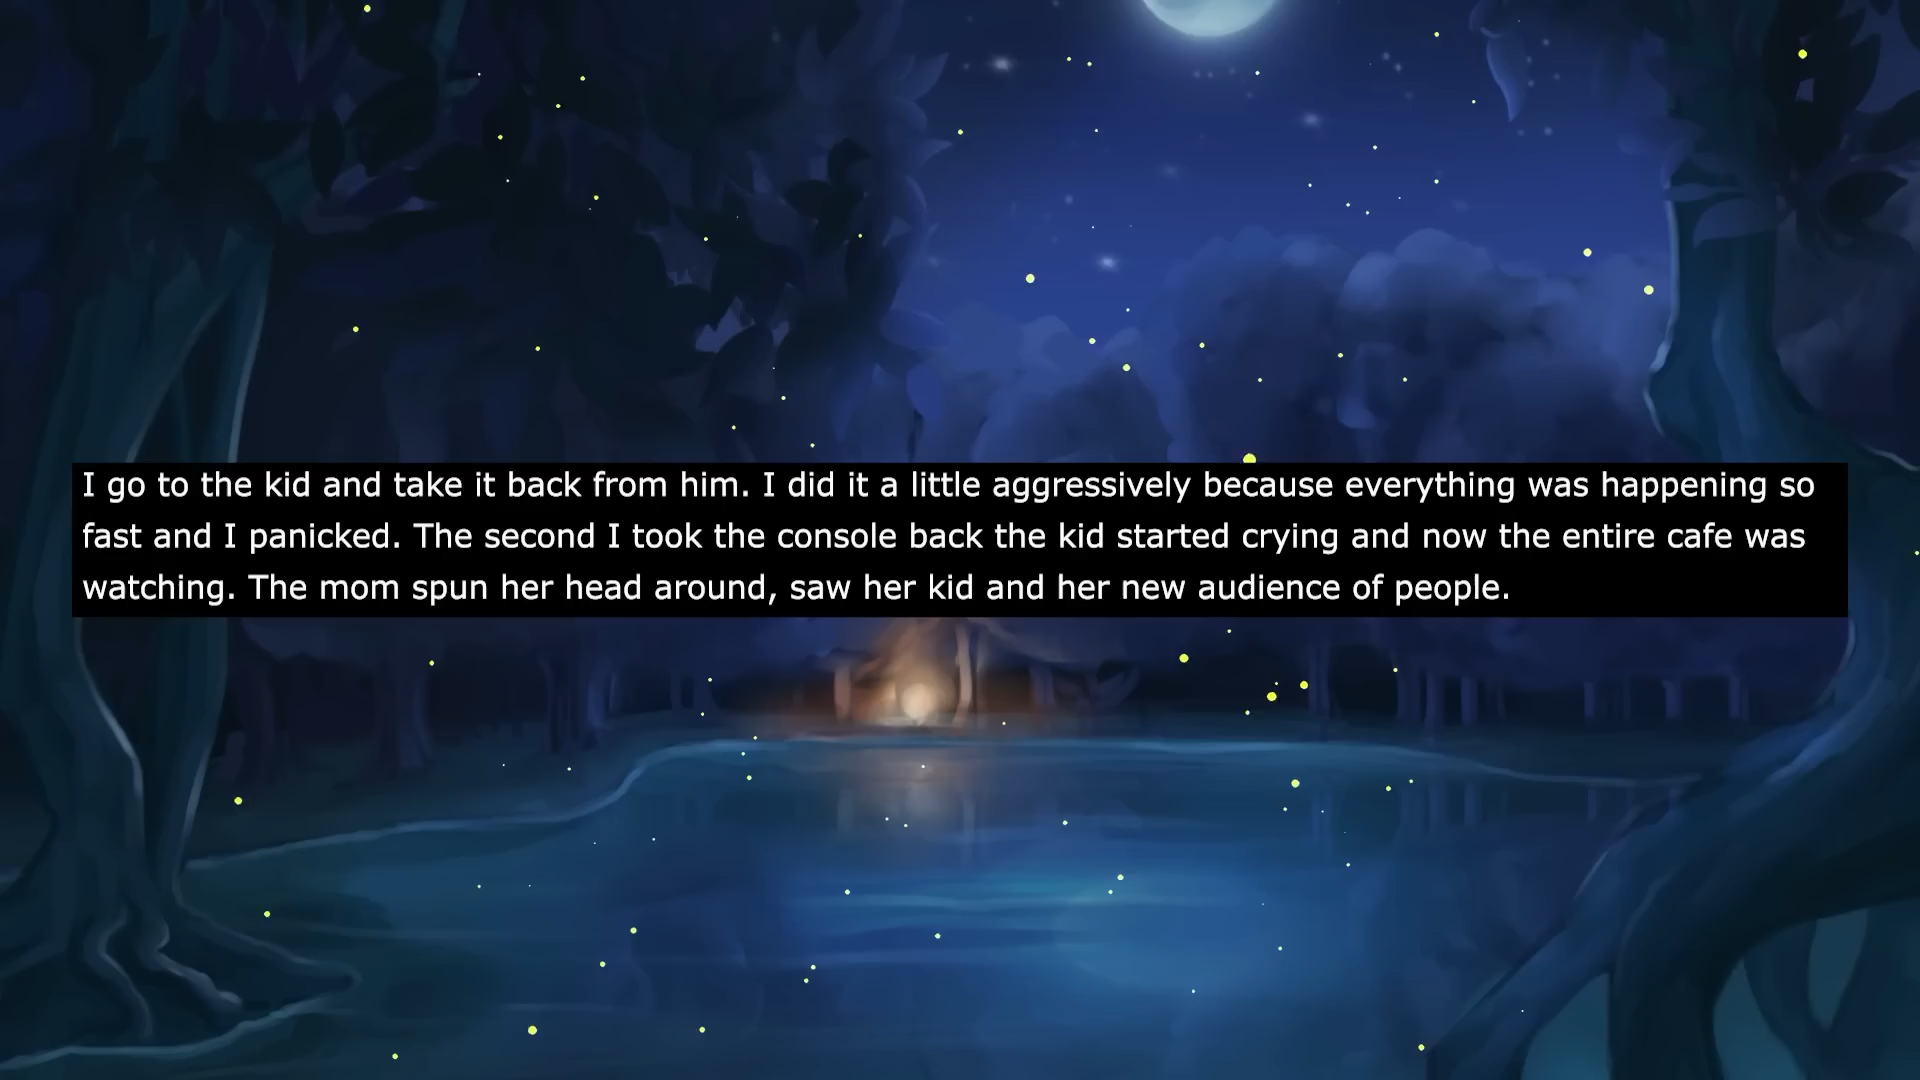 I go to the kid and take it back from him. I did it a little aggressively because everything was happening so
fast and I panicked. The second I took the console back the kid started crying and now the entire cafe was
watching. The mom spun her head around, saw her kid and her new audience of people.